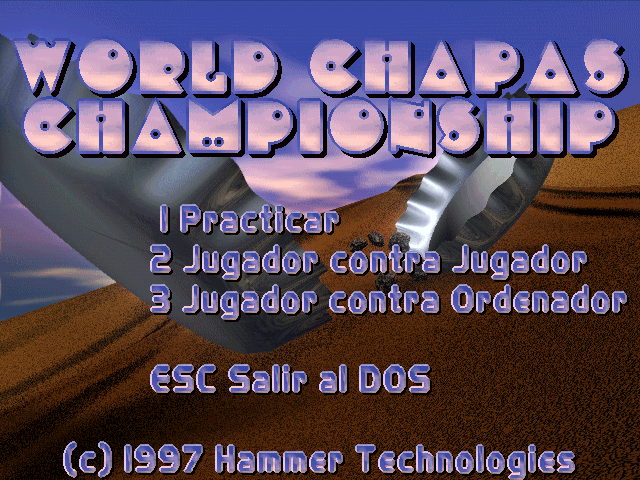 WORLD CHAPAS
CHAMPIONSHIP
1 Practicar
2 Jugador contra Jugador
3 Jugador contra Ordenador
ESC Salir al DOS
(c) 1997 Hammer Technologies